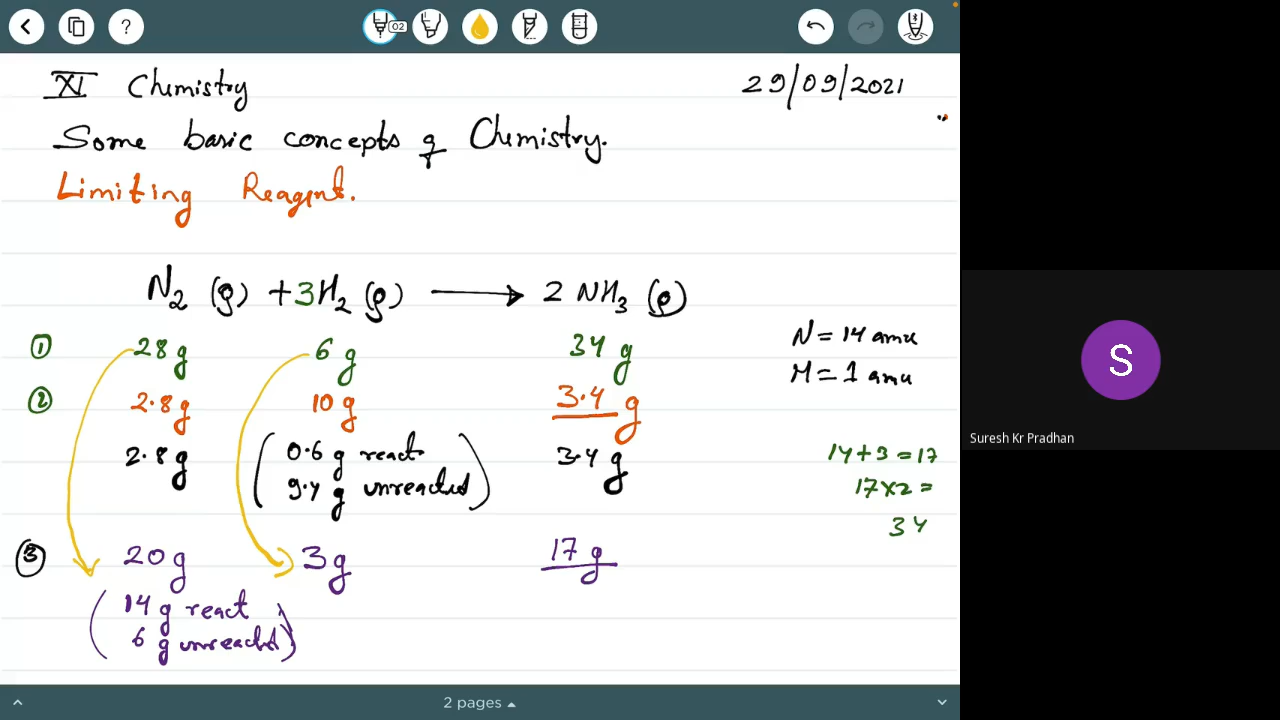 XI Chemistry 29/09/2021
Some basic concepts of Chemistry.
Limiting Reagent.
N₂ (g) + 3H₂ (g) ⟶ 2 NH₃ (g)
N = 14 amu
H = 1 amu
① 28 g 6 g 34 g
② 2.8 g 10 g 3.4 g
2.8 g (0.6 g react 3.4 g
9.4 g unreacted)
14 + 3 = 17
17 × 2 =
34
③ 20 g 3 g 17 g
(14 g react
6 g unreacted)
S
Suresh Kr Pradhan
02
2 pages